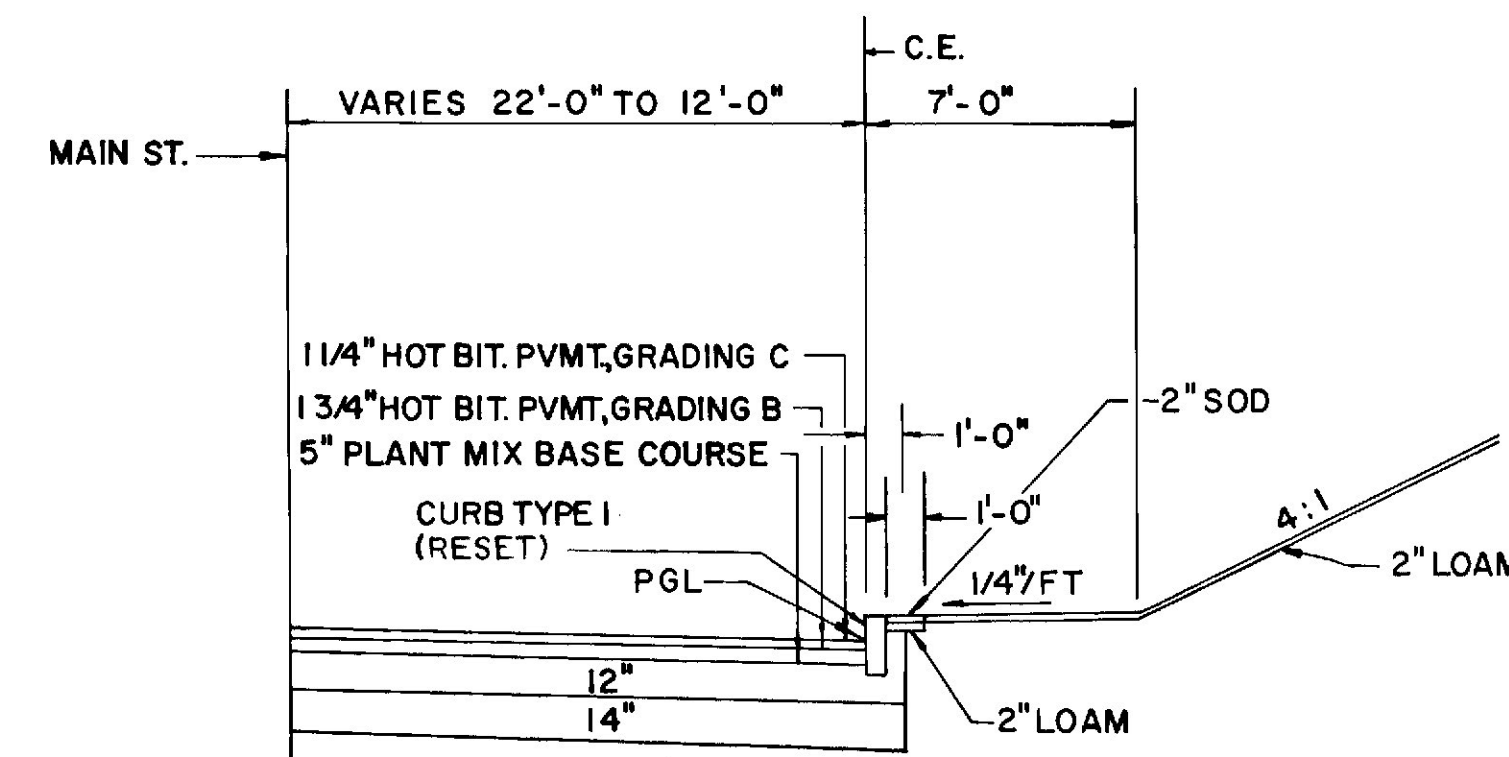 C.E.
VARIES 22'-0" TO 12'-0"
7'-0"
MAIN ST.
1 1/4" HOT BIT. PVMT., GRADING C
1 3/4" HOT BIT. PVMT, GRADING B
2" SOD
1'-0"
5" PLANT MIX BASE COURSE
CURB TYPE 1
(RESET)
1'-0"
4:1
PGL
1/4"/FT
2" LOAM
12"
14"
2" LOAM